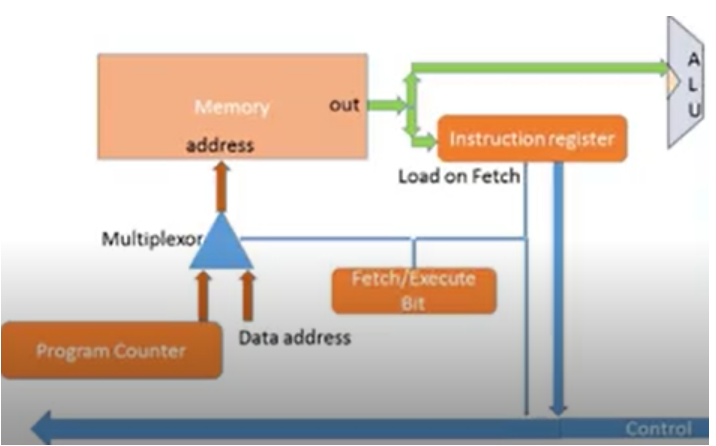 A
L
U
Memory
out
address
Instruction register
Load on Fetch
Multiplexor
Fetch/Execute
Bit
Data address
Program Counter
Control